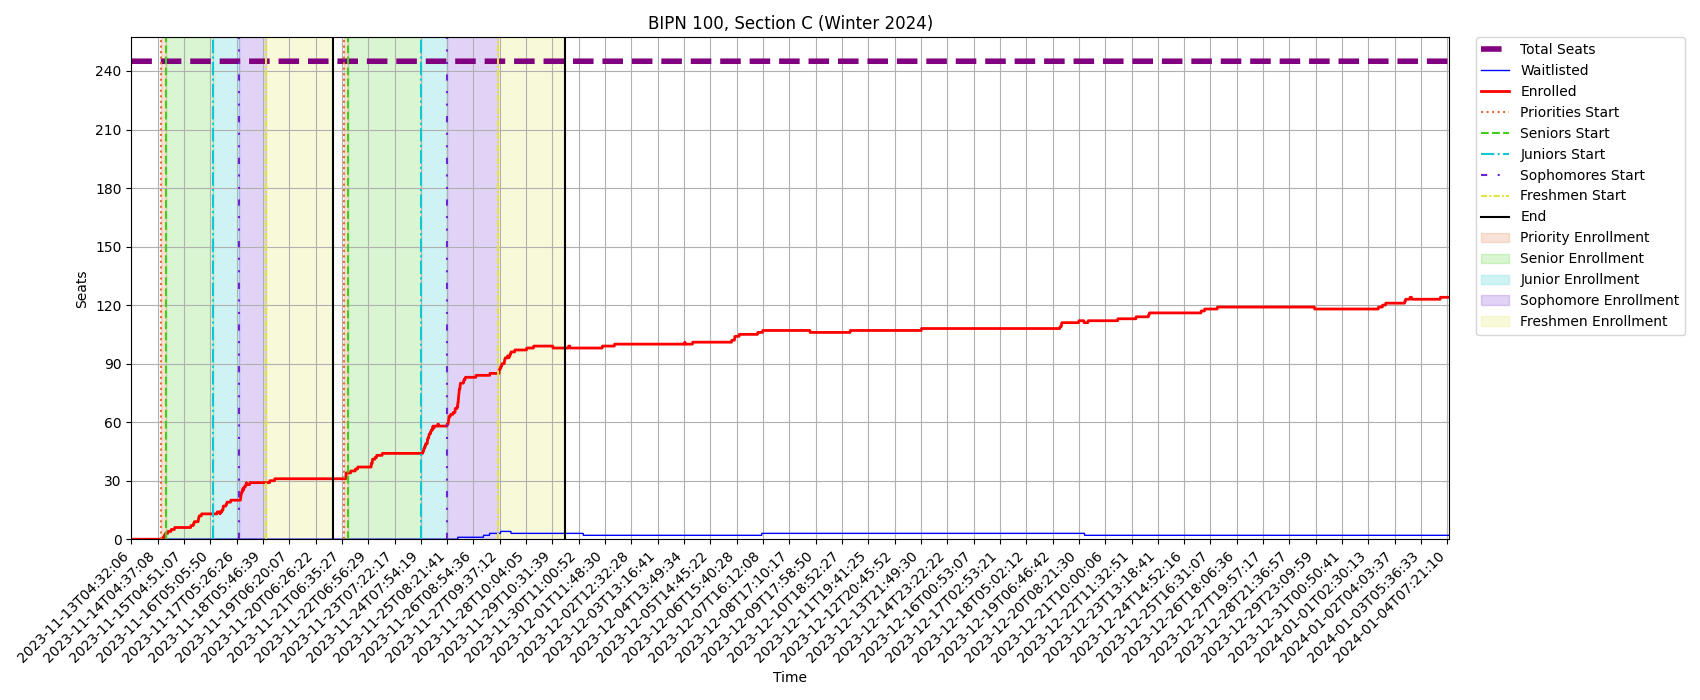 BIPN 100, Section C (Winter 2024)
Seats
240
210
180
150
120
90
60
30
0
2023-11-13T04:32:06
2023-11-14T04:37:08
2023-11-15T04:51:07
2023-11-16T05:05:50
2023-11-17T05:26:26
2023-11-18T05:46:39
2023-11-19T06:20:07
2023-11-20T06:26:22
2023-11-21T06:35:27
2023-11-22T06:56:29
2023-11-23T07:22:17
2023-11-24T07:54:19
2023-11-25T08:21:41
2023-11-26T08:54:36
2023-11-27T09:37:12
2023-11-28T10:04:05
2023-11-29T10:31:39
2023-11-30T11:00:52
2023-12-01T11:48:30
2023-12-02T12:32:28
2023-12-03T13:16:41
2023-12-04T13:49:34
2023-12-05T14:45:22
2023-12-06T15:40:28
2023-12-07T16:12:08
2023-12-08T17:10:17
2023-12-09T17:58:50
2023-12-10T18:52:27
2023-12-11T19:41:25
2023-12-12T20:45:52
2023-12-13T21:49:30
2023-12-14T23:22:22
2023-12-16T00:53:07
2023-12-17T02:53:21
2023-12-18T05:02:12
2023-12-19T06:46:42
2023-12-20T08:21:30
2023-12-21T10:00:06
2023-12-22T11:32:51
2023-12-23T13:18:41
2023-12-24T14:52:16
2023-12-25T16:31:07
2023-12-26T18:06:36
2023-12-27T19:57:17
2023-12-28T21:36:57
2023-12-29T23:09:59
2023-12-31T00:50:41
2024-01-01T02:30:13
2024-01-02T04:03:37
2024-01-03T05:36:33
2024-01-04T07:21:10
Time
Total Seats
Waitlisted
Enrolled
Priorities Start
Seniors Start
Juniors Start
Sophomores Start
Freshmen Start
End
Priority Enrollment
Senior Enrollment
Junior Enrollment
Sophomore Enrollment
Freshmen Enrollment